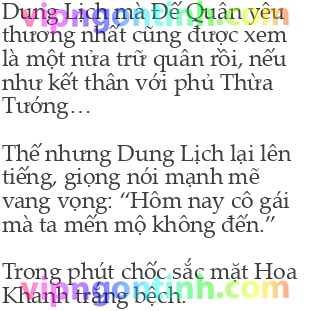 Dung Lịch mà Đế Quân yêu
thương nhất cũng được xem
là một nửa trữ quân rồi, nếu
như kết thân với phủ Thừa
Tướng…
Thế nhưng Dung Lịch lại lên
tiếng, giọng nói mạnh mẽ
vang vọng: “Hôm nay cô gái
mà ta mến mộ không đến.”
Trong phút chốc sắc mặt Hoa
Khanh trắng bệch.
vipngontinh.com
vipngontinh.com